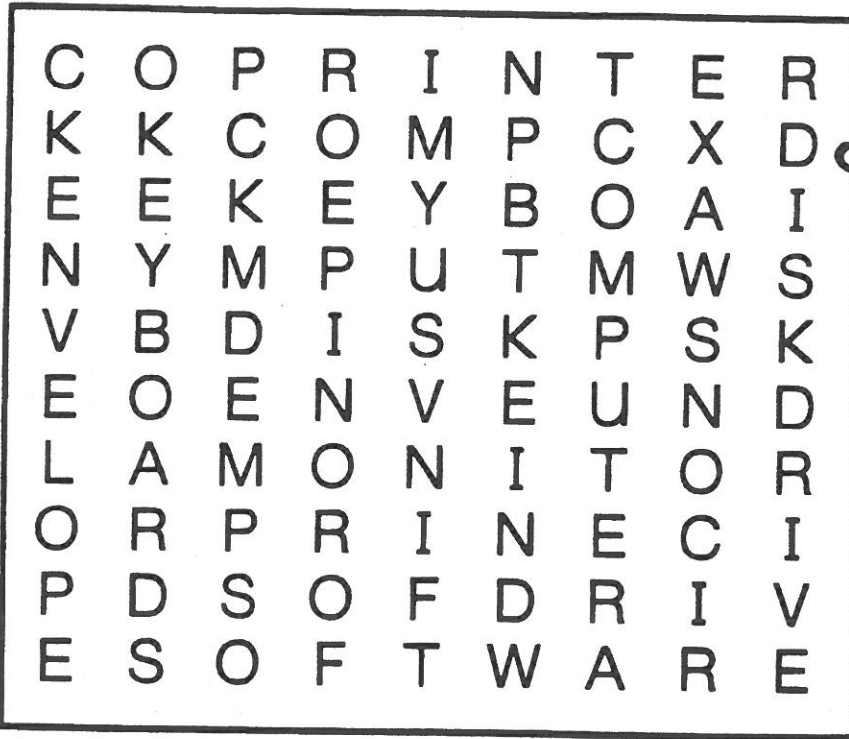 C O P R I N T E R
K K C O M P C X D
E E K E Y B O A I
N Y M P U T M W S
V B D I S K P S K
E O E N V E U N D
L A M O N I T O R
O R P R I N E C I
P D S O F D R I V
E S O F T W A R E